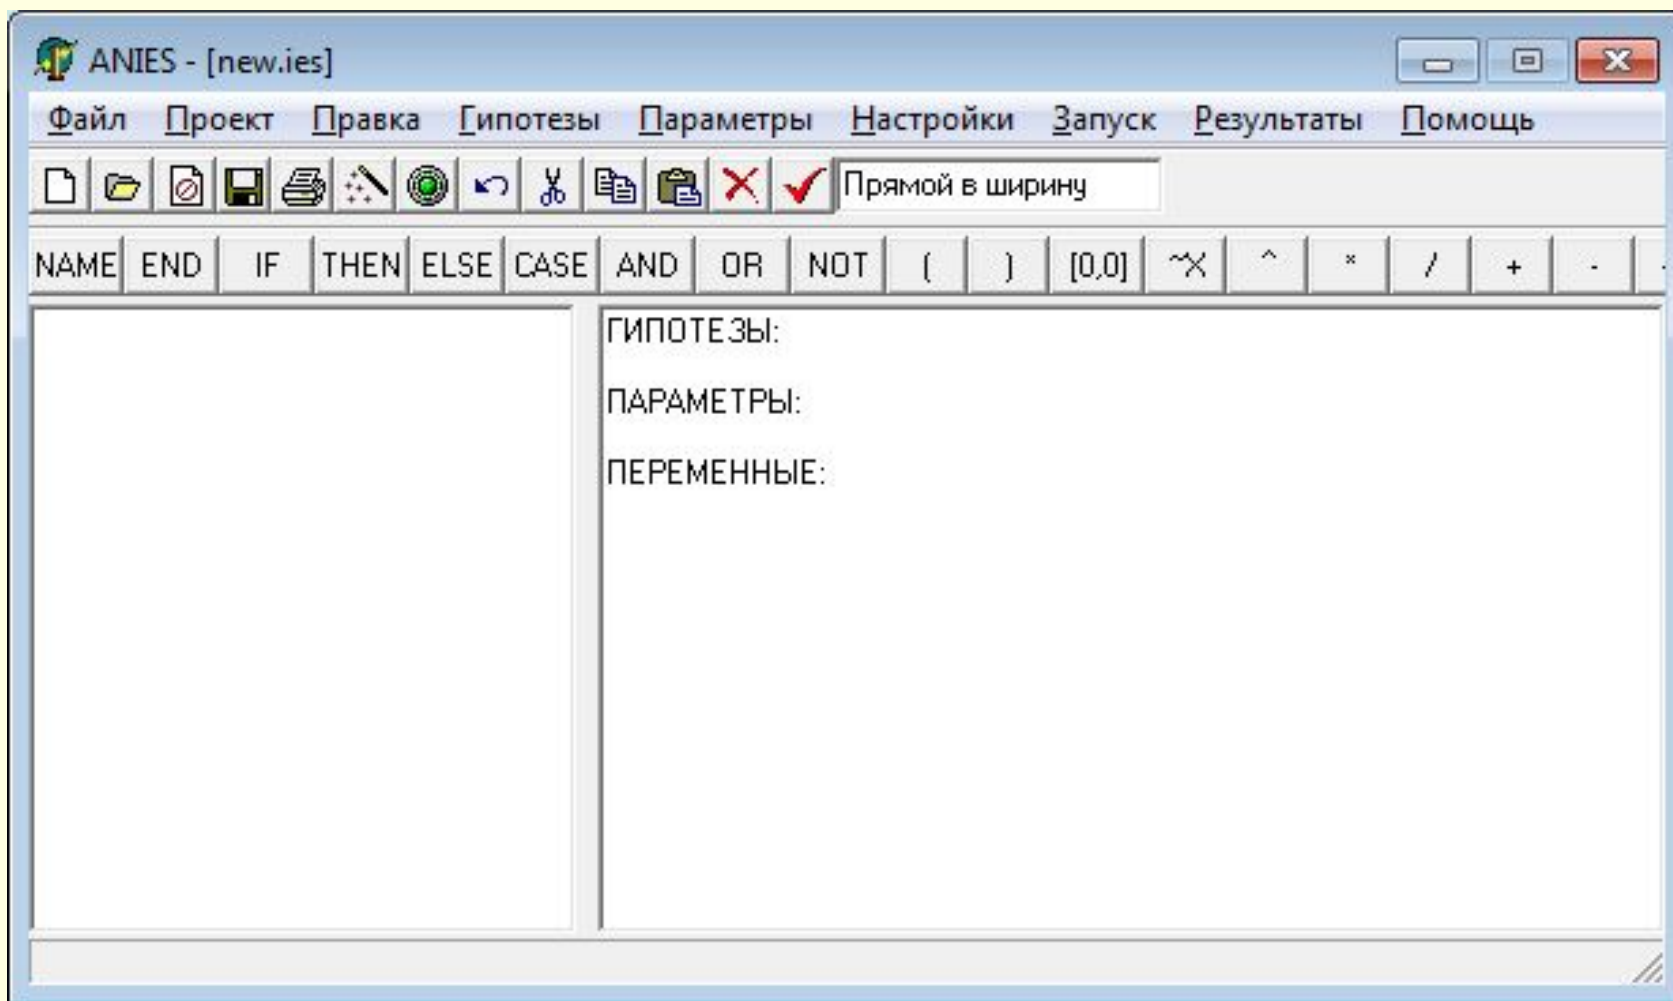 ANIES - [new.ies]
Файл Проект Правка Гипотезы Параметры Настройки Запуск Результаты Помощь
Прямой в ширину
NAME END IF THEN ELSE CASE AND OR NOT ( ) [0,0] ~X ^ * / + -
ГИПОТЕЗЫ:
ПАРАМЕТРЫ:
ПЕРЕМЕННЫЕ: